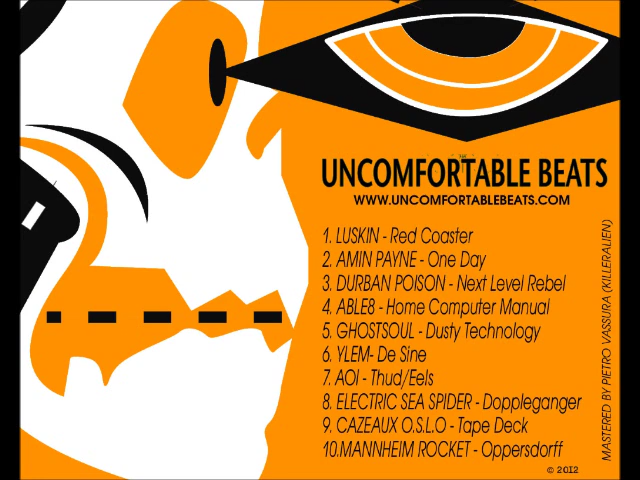 UNCOMFORTABLE BEATS
WWW.UNCOMFORTABLEBEATS.COM
1. LUSKIN - Red Coaster
2. AMIN PAYNE - One Day
3. DURBAN POISON - Next Level Rebel
4. ABLE8 - Home Computer Manual
5. GHOSTSOUL - Dusty Technology
6. YLEM- De Sine
7. AOI - Thud/Eels
8. ELECTRIC SEA SPIDER - Doppleganger
9. CAZEAUX O.S.L.O - Tape Deck
10.MANNHEIM ROCKET - Oppersdorff
© 2012
MASTERED BY PIETRO VASSURA (KILLERALIEN)